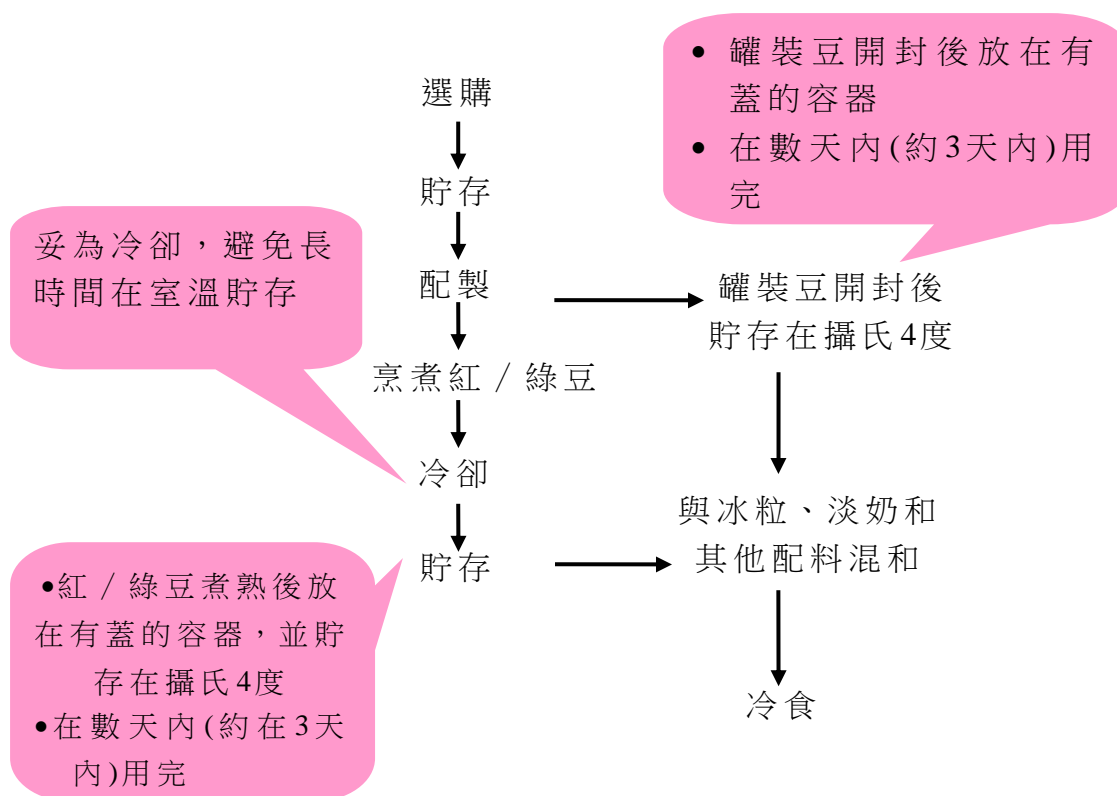 選購
貯存
配製
烹煮紅／綠豆
冷卻
貯存
妥為冷卻，避免長
時間在室溫貯存
•紅／綠豆煮熟後放
在有蓋的容器，並貯
存在攝氏4度
•在數天內(約在3天
內)用完
• 罐裝豆開封後放在有
蓋的容器
• 在數天內(約3天內)用
完
罐裝豆開封後
貯存在攝氏4度
與冰粒、淡奶和
其他配料混和
冷食